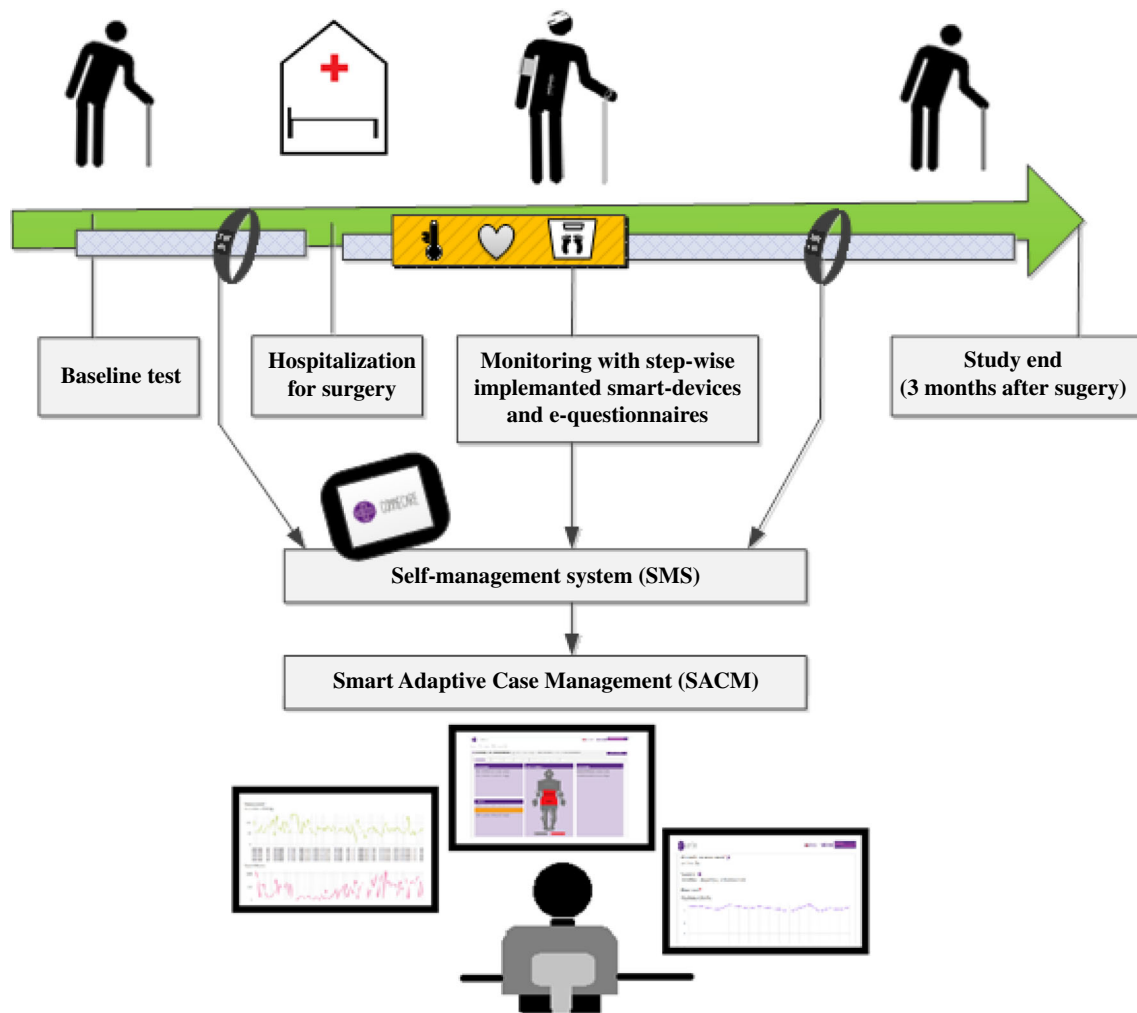 Baseline test
Hospitalization
for surgery
Monitoring with step-wise
implemanted smart-devices
and e-questionnaires
Study end
(3 months after sugery)
CONNECARE
Self-management system (SMS)
Smart Adaptive Case Management (SACM)